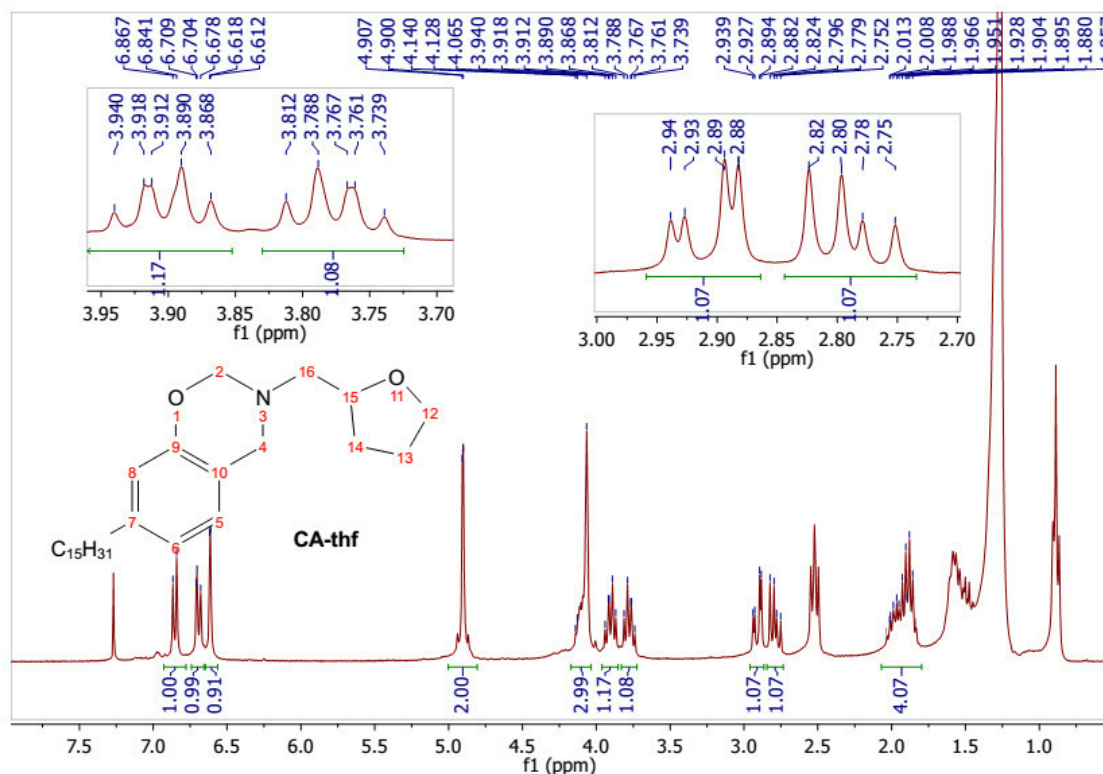 6.867 6.841 6.709 6.704 6.678 6.618 6.612 4.907 4.900 4.140 4.128 4.065 3.940 3.918 3.912 3.890 3.868 3.812 3.788 3.767 3.761 3.739 2.939 2.927 2.894 2.882 2.824 2.796 2.779 2.752 2.013 2.008 1.988 1.966 1.951 1.928 1.904 1.895 1.880
3.940 3.918 3.912 3.890 3.868 3.812 3.788 3.767 3.761 3.739
2.94 2.93 2.89 2.88 2.82 2.80 2.78 2.75
1.17 1.08
1.07 1.07
3.95 3.90 3.85 3.80 3.75 3.70
f1 (ppm)
3.00 2.95 2.90 2.85 2.80 2.75 2.70
f1 (ppm)
2 16 O
O N 15 11
1 3 12
9 4 14 13
8 10
7 5
C15H31 6
CA-thf
1.00 0.99 0.91 2.00 2.99 1.17 1.08 1.07 1.07 4.07
7.5 7.0 6.5 6.0 5.5 5.0 4.5 4.0 3.5 3.0 2.5 2.0 1.5 1.0
f1 (ppm)